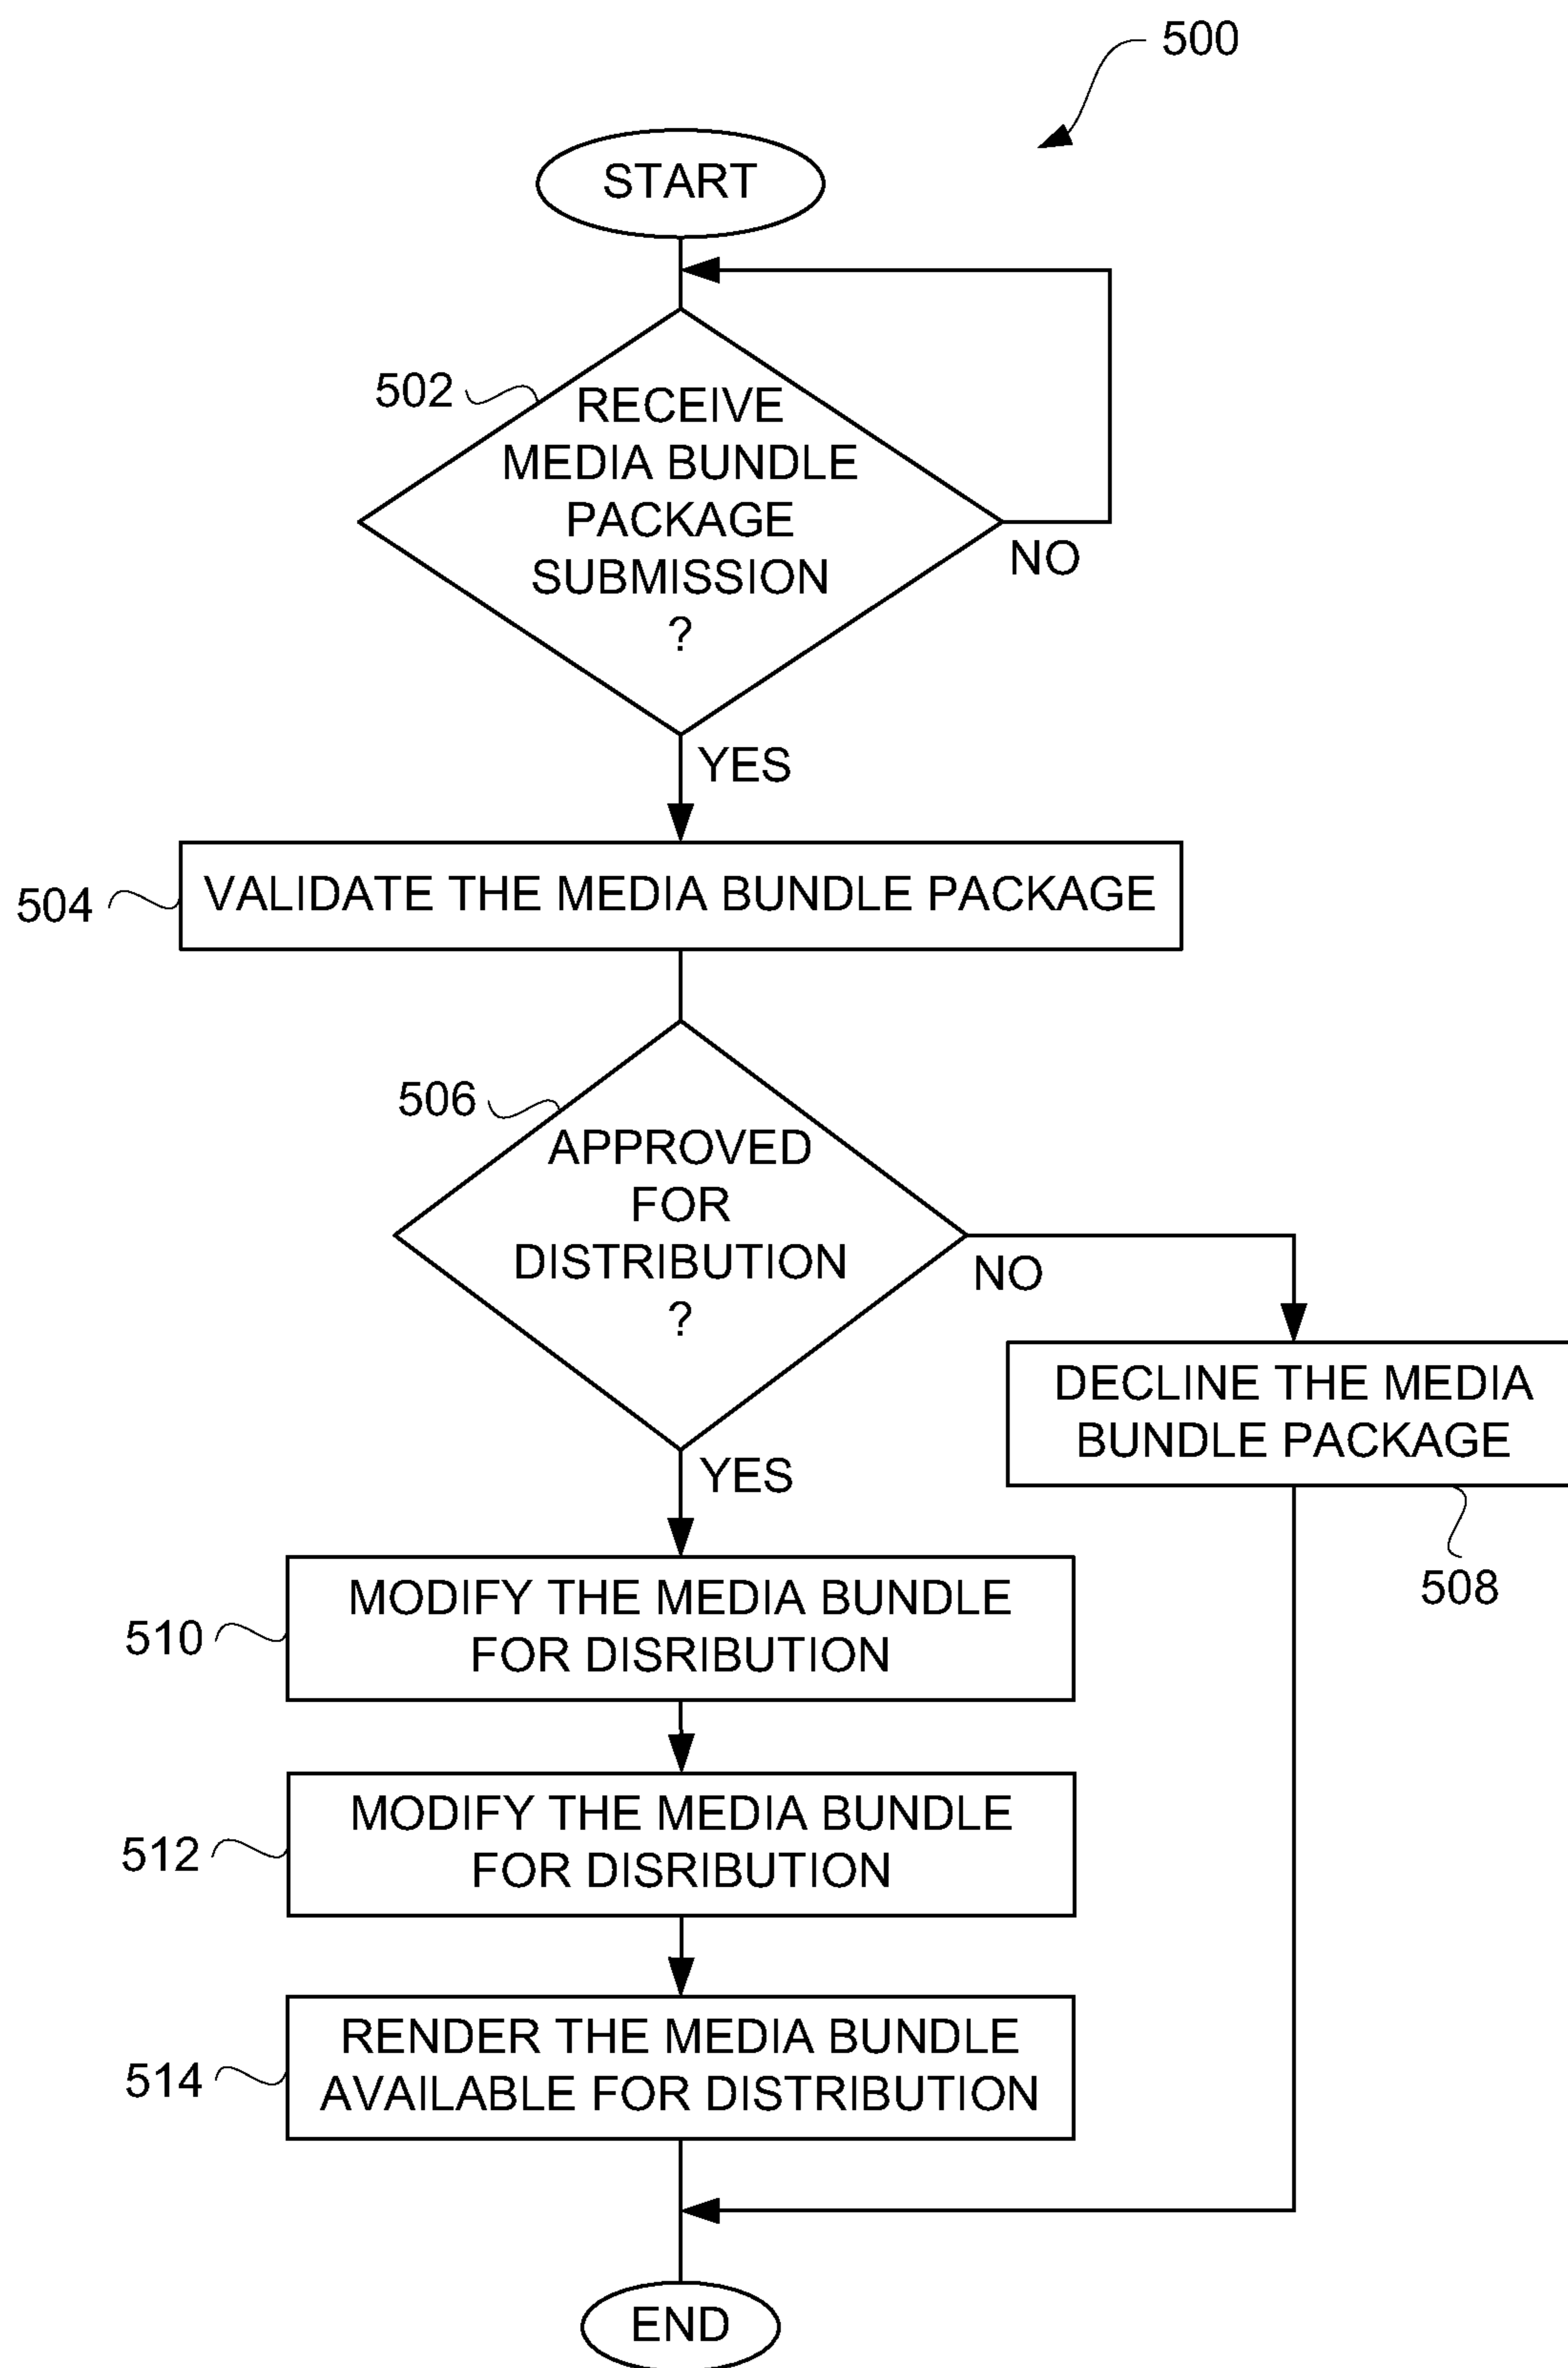 500
START
502
RECEIVE
MEDIA BUNDLE
PACKAGE
SUBMISSION
?
NO
YES
504
VALIDATE THE MEDIA BUNDLE PACKAGE
506
APPROVED
FOR
DISTRIBUTION
?
NO
DECLINE THE MEDIA
BUNDLE PACKAGE
508
YES
510
MODIFY THE MEDIA BUNDLE
FOR DISRIBUTION
512
MODIFY THE MEDIA BUNDLE
FOR DISRIBUTION
514
RENDER THE MEDIA BUNDLE
AVAILABLE FOR DISTRIBUTION
END